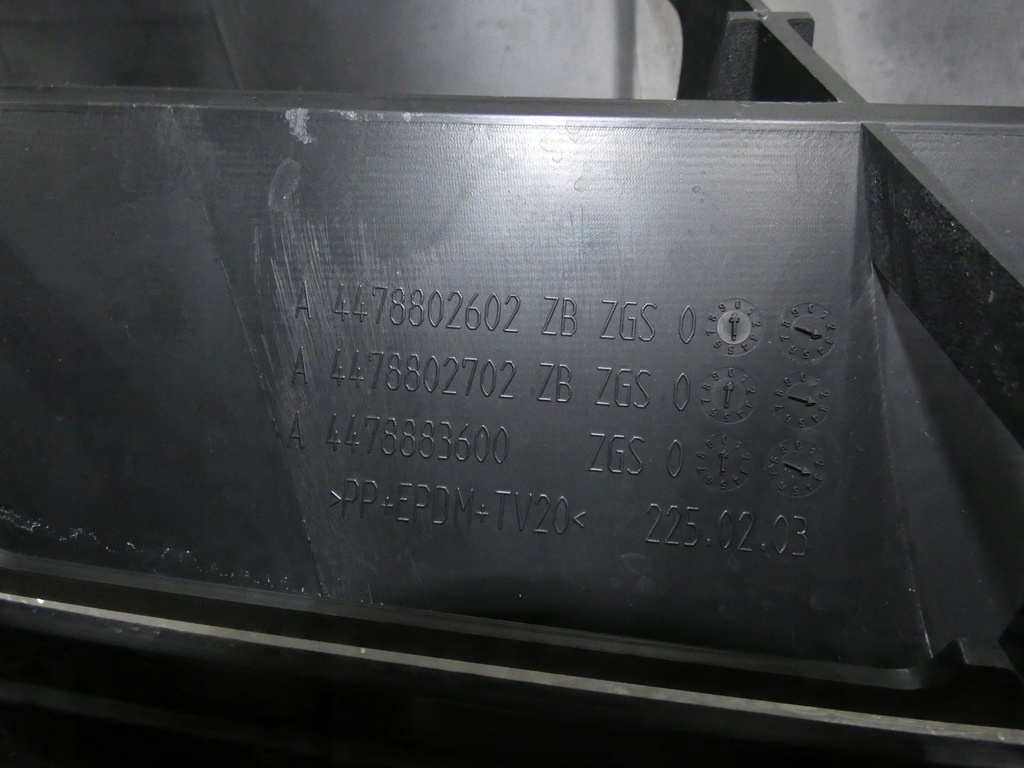 A 4478802602 ZB ZGS 0
A 4478802702 ZB ZGS 0
A 4478883600 ZGS 0
>PP+EPDM+TV20< 225.02.03